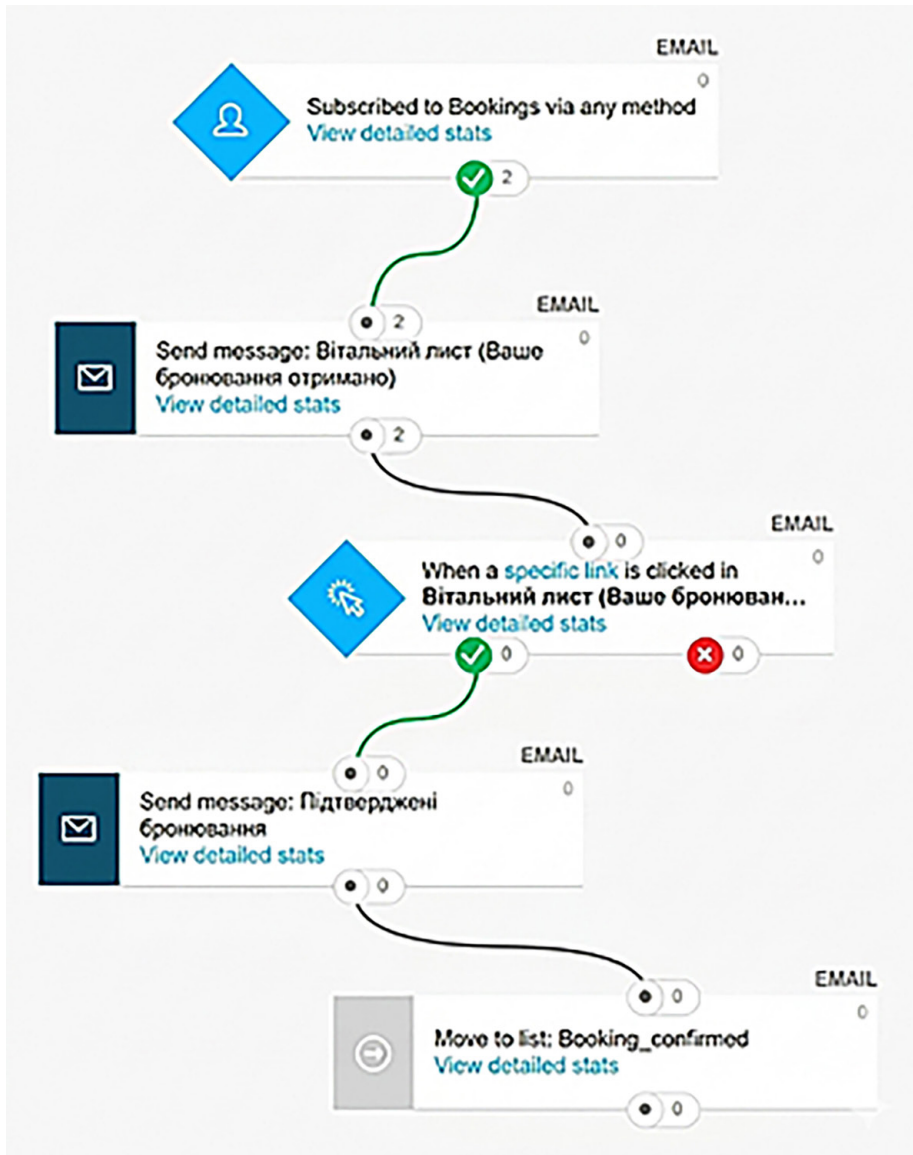 EMAIL
0
Subscribed to Bookings via any method
View detailed stats
2
EMAIL
2
0
Send message: Вітальний лист (Ваше
бронювання отримано)
View detailed stats
2
EMAIL
0
0
When a specific link is clicked in
Вітальний лист (Ваше бронюван...
View detailed stats
0
0
EMAIL
0
0
Send message: Підтверджені
бронювання
View detailed stats
0
EMAIL
0
0
Move to list: Booking_confirmed
View detailed stats
0